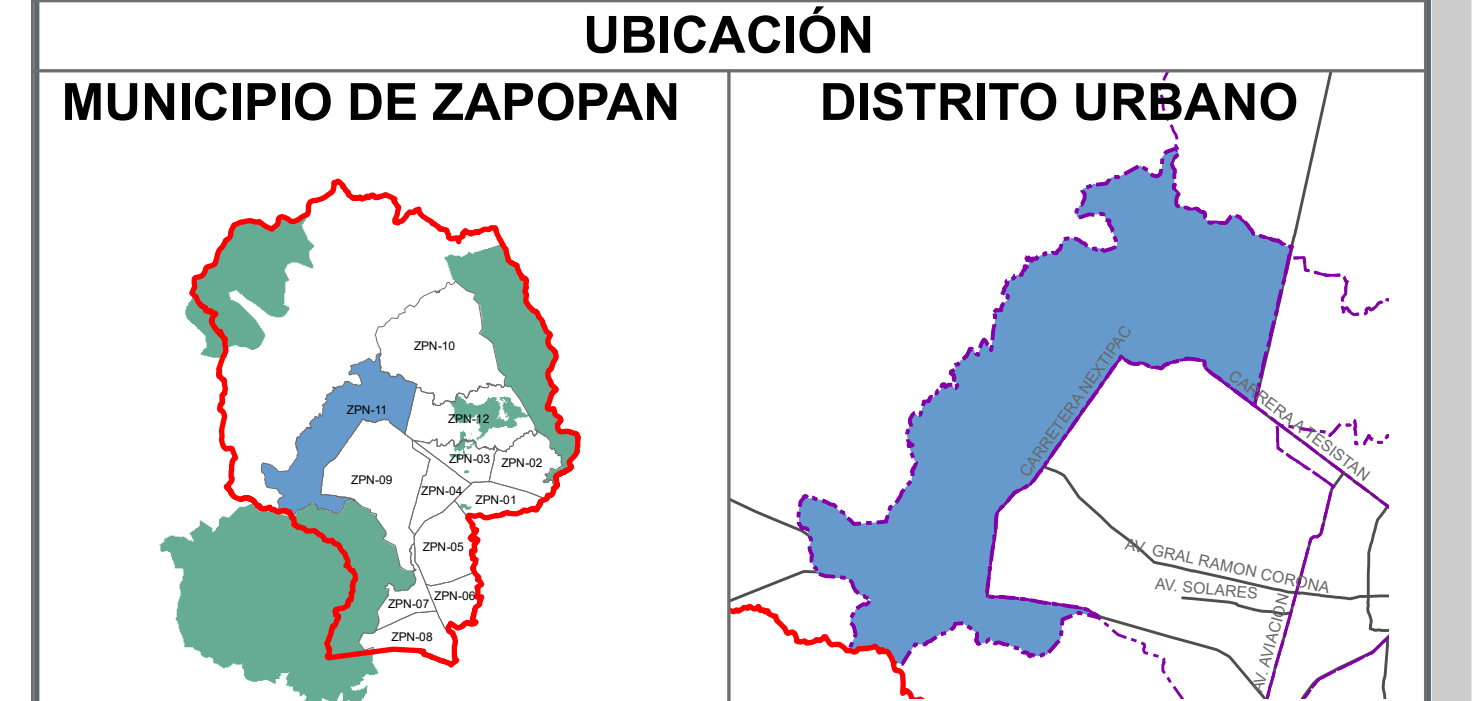 UBICACIÓN
MUNICIPIO DE ZAPOPAN
ZPN-10
ZPN-11
ZPN-12
ZPN-03
ZPN-02
ZPN-09
ZPN-04
ZPN-01
ZPN-05
ZPN-06
ZPN-07
ZPN-08
DISTRITO URBANO
CARRETERA NEXTIPAC
CARRERA A TESISTAN
AV. GRAL RAMON CORONA
AV. SOLARES
AV. AVIACION